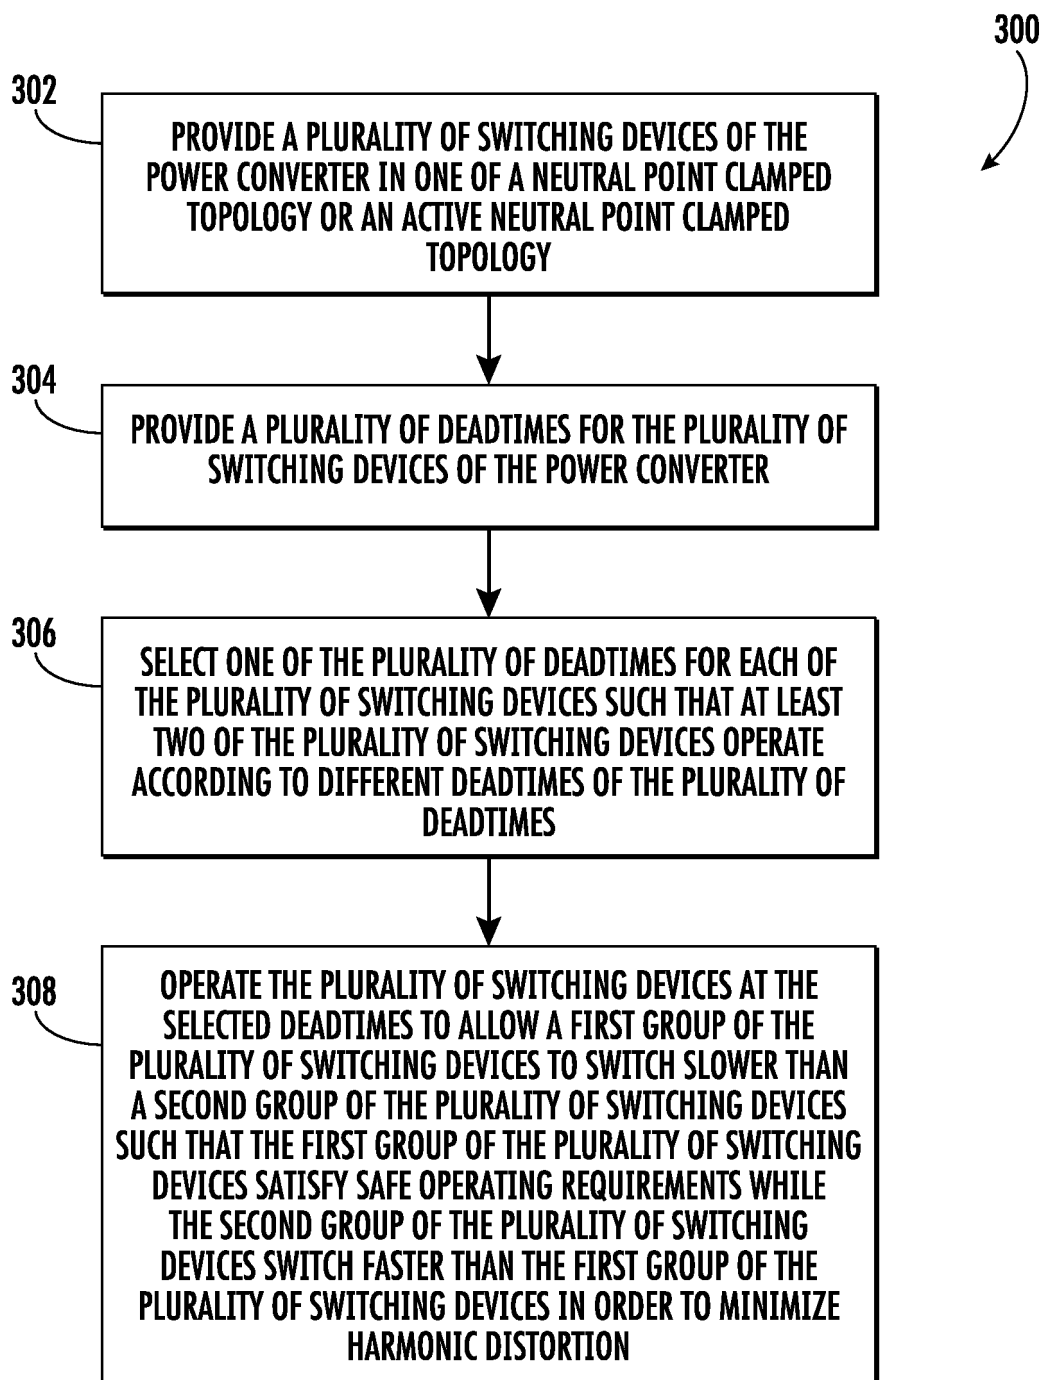 300
302
PROVIDE A PLURALITY OF SWITCHING DEVICES OF THE
POWER CONVERTER IN ONE OF A NEUTRAL POINT CLAMPED
TOPOLOGY OR AN ACTIVE NEUTRAL POINT CLAMPED
TOPOLOGY
304
PROVIDE A PLURALITY OF DEADTIMES FOR THE PLURALITY OF
SWITCHING DEVICES OF THE POWER CONVERTER
306
SELECT ONE OF THE PLURALITY OF DEADTIMES FOR EACH OF
THE PLURALITY OF SWITCHING DEVICES SUCH THAT AT LEAST
TWO OF THE PLURALITY OF SWITCHING DEVICES OPERATE
ACCORDING TO DIFFERENT DEADTIMES OF THE PLURALITY OF
DEADTIMES
308
OPERATE THE PLURALITY OF SWITCHING DEVICES AT THE
SELECTED DEADTIMES TO ALLOW A FIRST GROUP OF THE
PLURALITY OF SWITCHING DEVICES TO SWITCH SLOWER THAN
A SECOND GROUP OF THE PLURALITY OF SWITCHING DEVICES
SUCH THAT THE FIRST GROUP OF THE PLURALITY OF SWITCHING
DEVICES SATISFY SAFE OPERATING REQUIREMENTS WHILE
THE SECOND GROUP OF THE PLURALITY OF SWITCHING
DEVICES SWITCH FASTER THAN THE FIRST GROUP OF THE
PLURALITY OF SWITCHING DEVICES IN ORDER TO MINIMIZE
HARMONIC DISTORTION